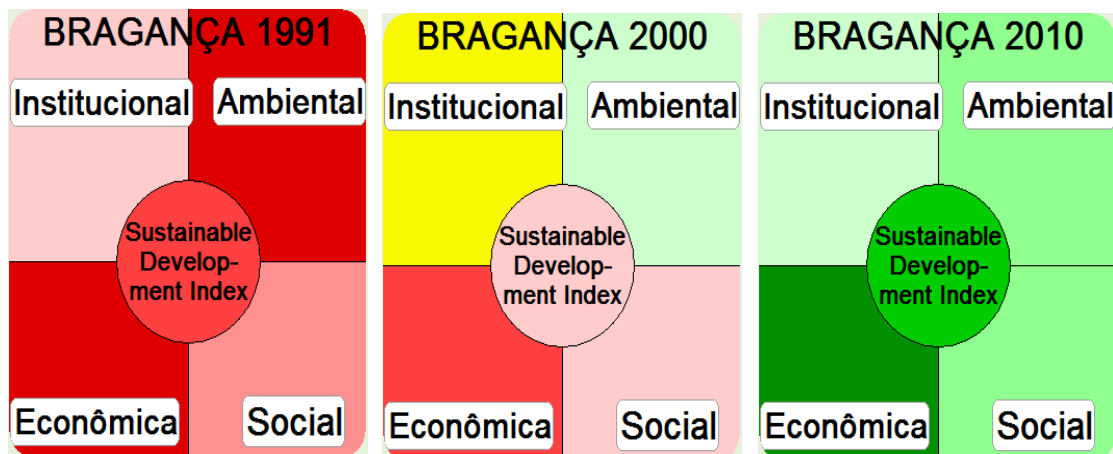 BRAGANÇA 1991
Institucional
Ambiental
Sustainable
Develop-
ment Index
Econômica
Social
BRAGANÇA 2000
Institucional
Ambiental
Sustainable
Develop-
ment Index
Econômica
Social
BRAGANÇA 2010
Institucional
Ambiental
Sustainable
Develop-
ment Index
Econômica
Social